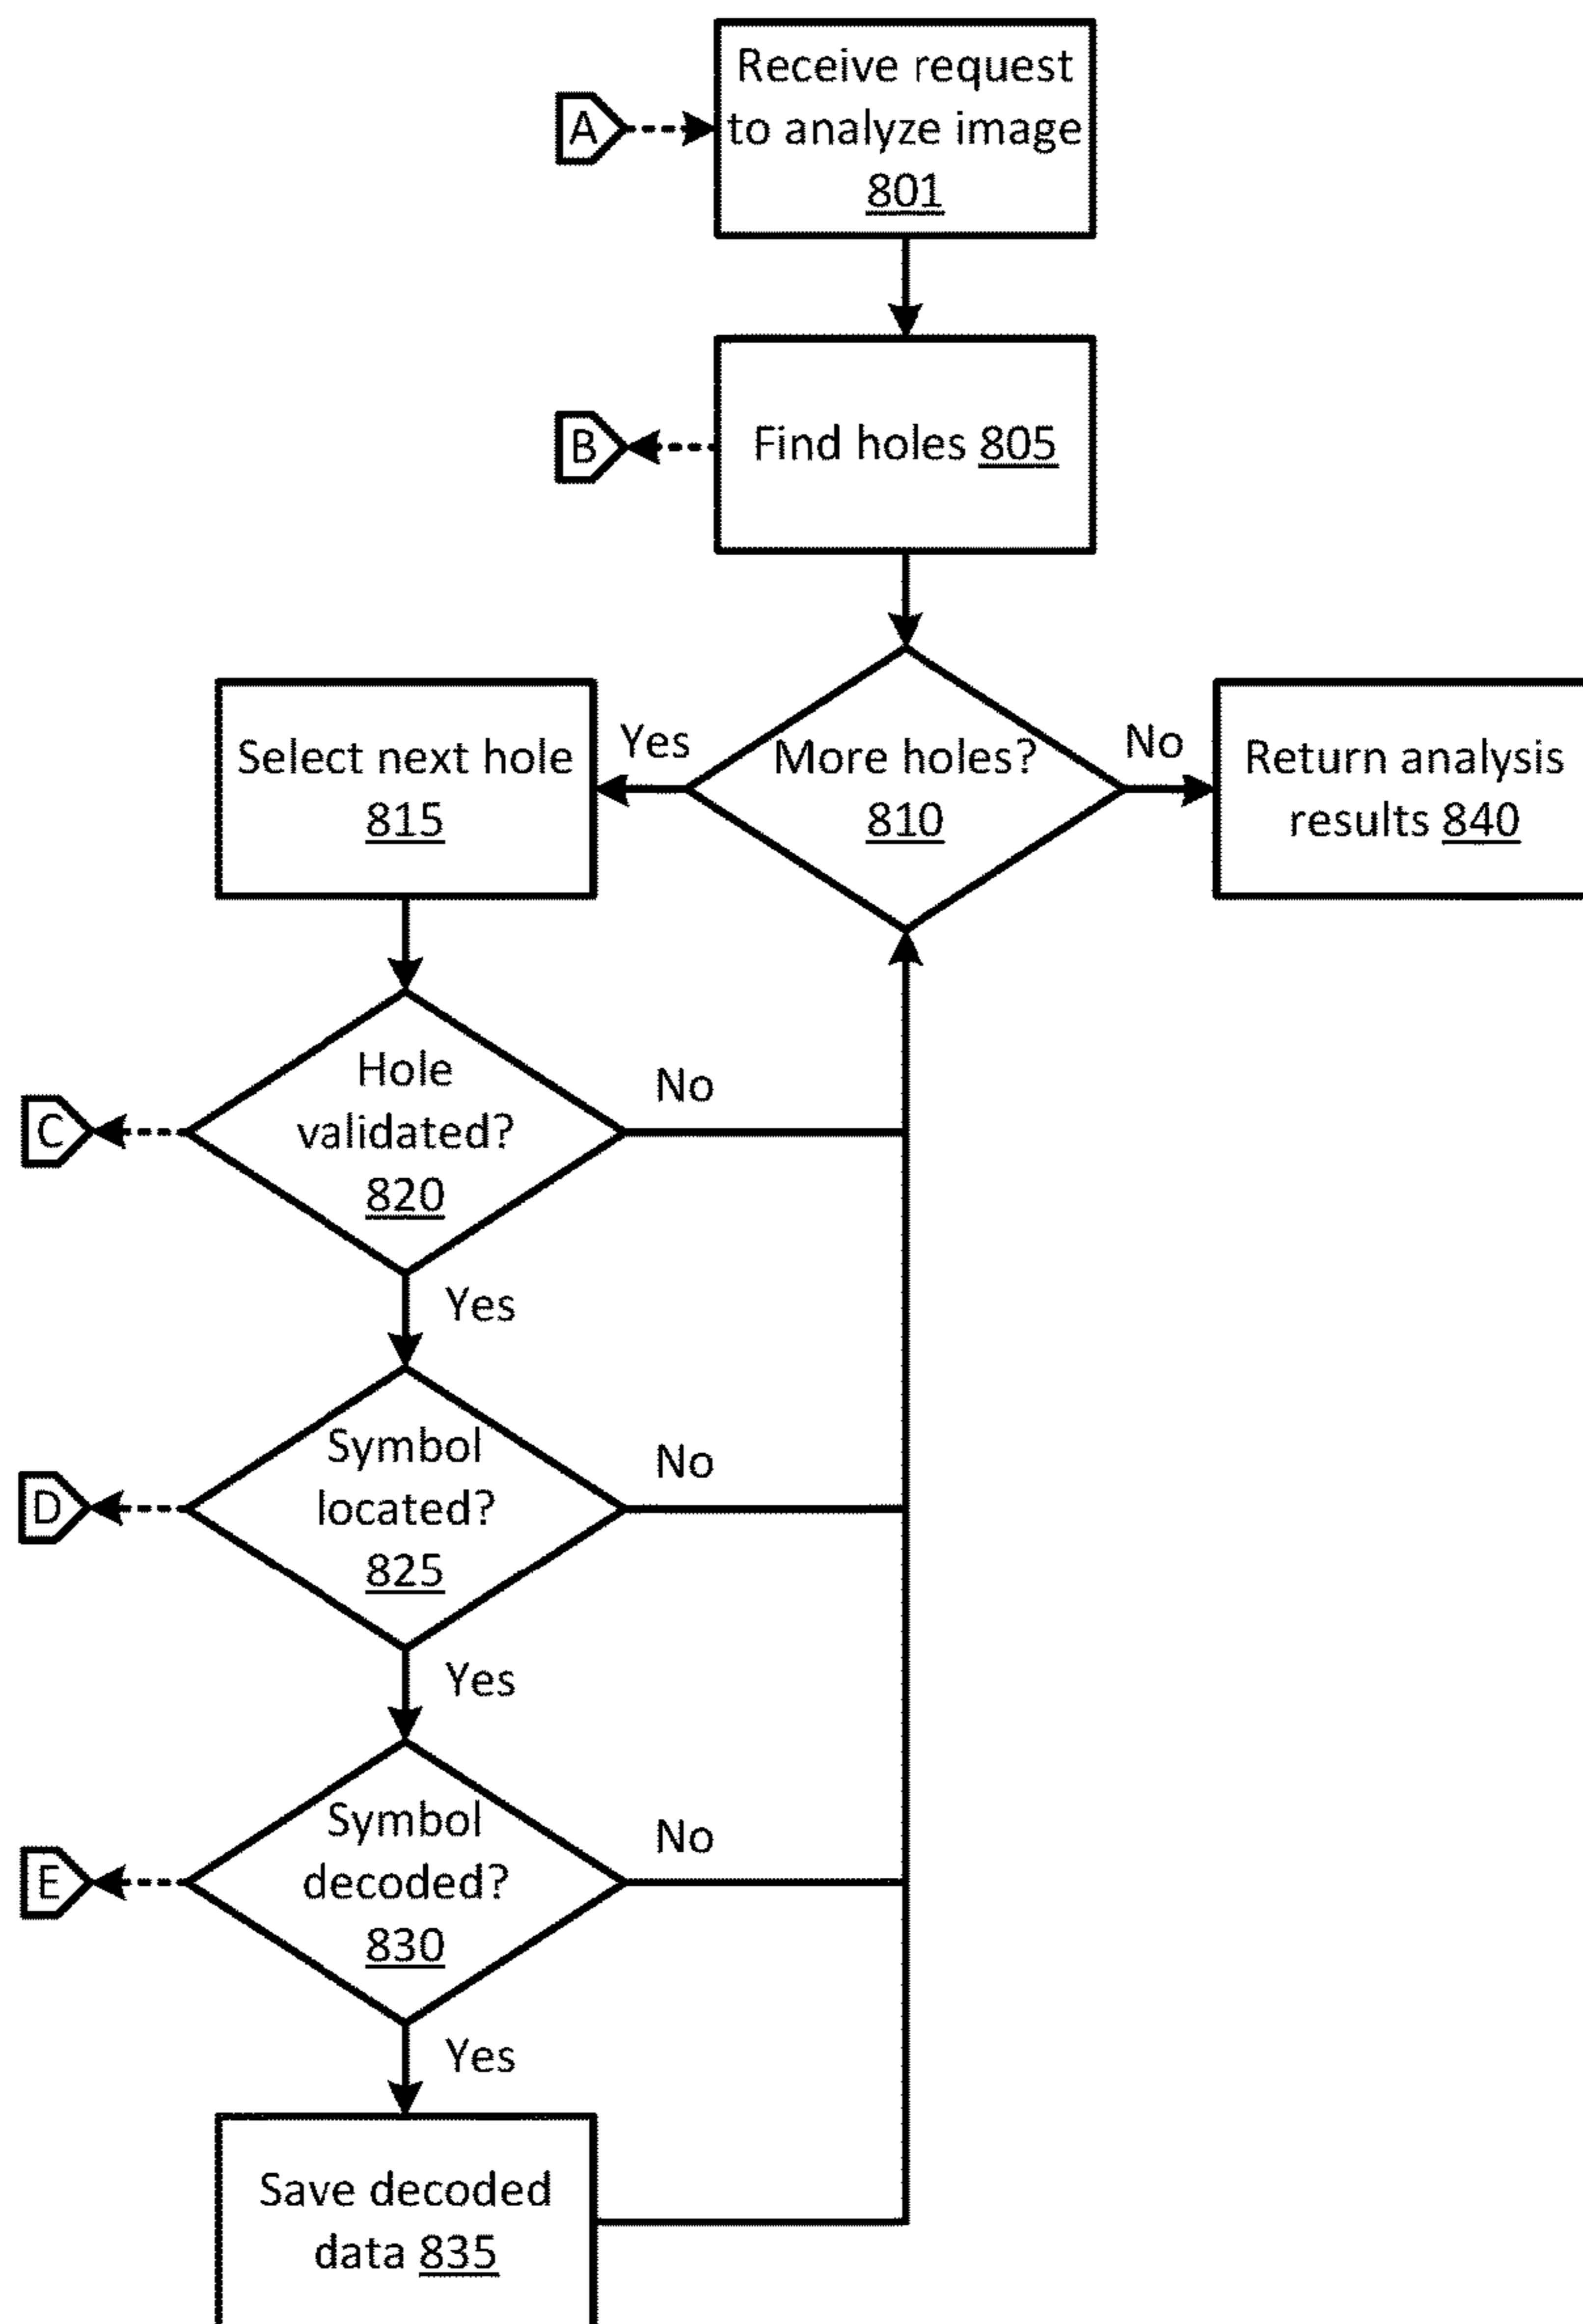 Receive request
A
to analyze image
801
B
Find holes 805
Yes
More holes?
No
Select next hole
Return analysis
815
810
results 840
Hole
No
C
validated?
820
Yes
Symbol
No
D
located?
825
Yes
Symbol
No
E
decoded?
830
Yes
Save decoded
data 835